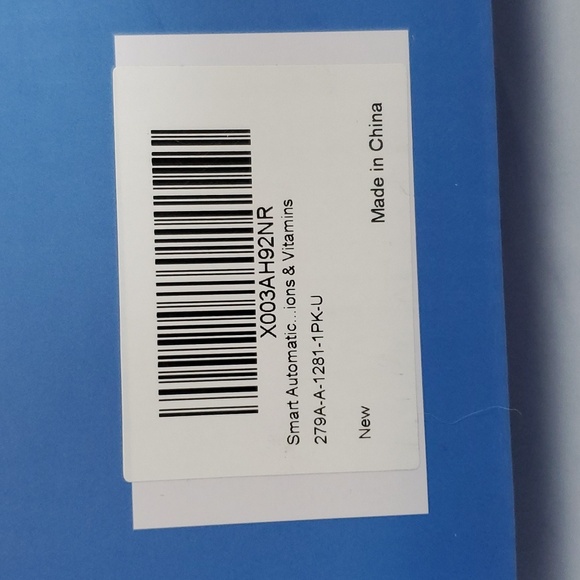 X003AH92NR
Smart Automatic...ions & Vitamins
279A-A-1281-1PK-U
New
Made in China